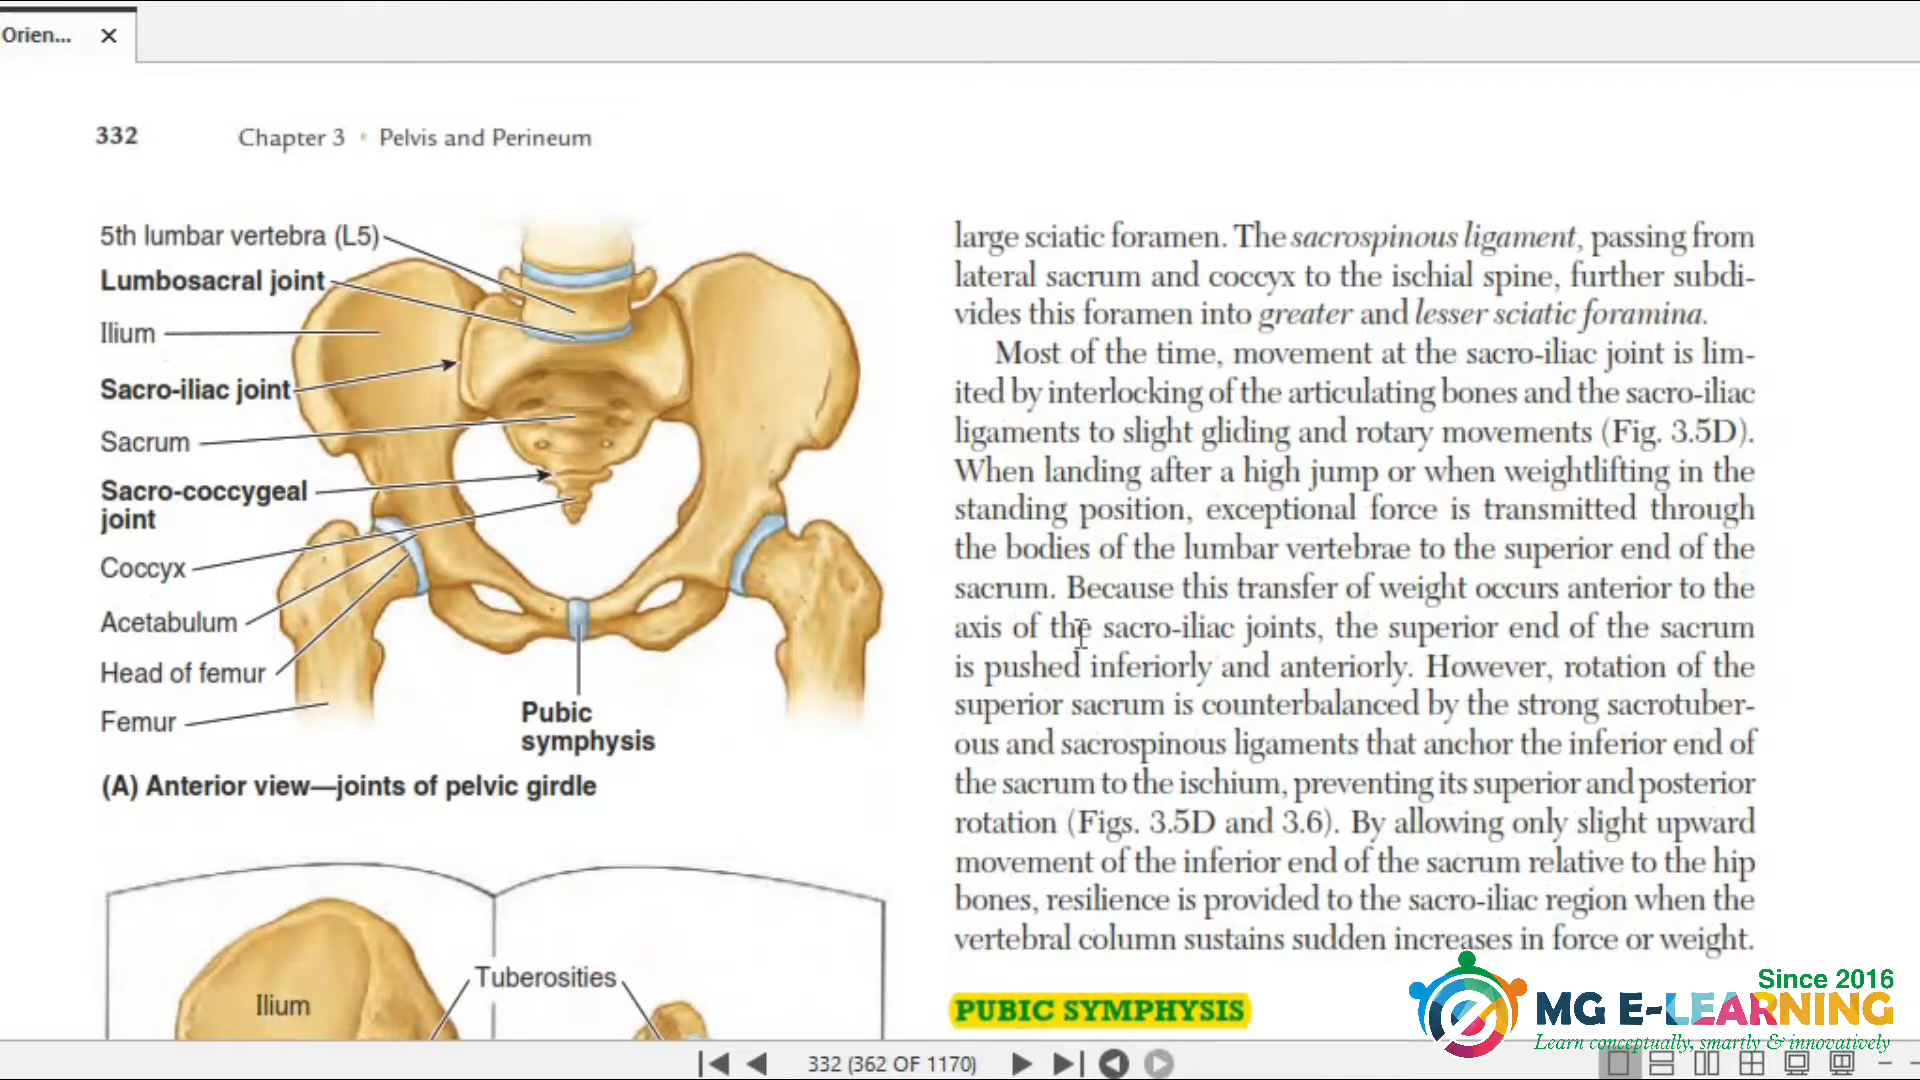 Orien...
332 Chapter 3 • Pelvis and Perineum
5th lumbar vertebra (L5)
Lumbosacral joint
Ilium
Sacro-iliac joint
Sacrum
Sacro-coccygeal
joint
Coccyx
Acetabulum
Head of femur
Femur
Pubic
symphysis
(A) Anterior view—joints of pelvic girdle
Tuberosities
Ilium
large sciatic foramen. The sacrospinous ligament, passing from
lateral sacrum and coccyx to the ischial spine, further subdi-
vides this foramen into greater and lesser sciatic foramina.
Most of the time, movement at the sacro-iliac joint is lim-
ited by interlocking of the articulating bones and the sacro-iliac
ligaments to slight gliding and rotary movements (Fig. 3.5D).
When landing after a high jump or when weightlifting in the
standing position, exceptional force is transmitted through
the bodies of the lumbar vertebrae to the superior end of the
sacrum. Because this transfer of weight occurs anterior to the
axis of the sacro-iliac joints, the superior end of the sacrum
is pushed inferiorly and anteriorly. However, rotation of the
superior sacrum is counterbalanced by the strong sacrotuber-
ous and sacrospinous ligaments that anchor the inferior end of
the sacrum to the ischium, preventing its superior and posterior
rotation (Figs. 3.5D and 3.6). By allowing only slight upward
movement of the inferior end of the sacrum relative to the hip
bones, resilience is provided to the sacro-iliac region when the
vertebral column sustains sudden increases in force or weight.
PUBIC SYMPHYSIS
Since 2016
MG E-LEARNING
Learn conceptually, smartly & innovatively
332 (362 OF 1170)